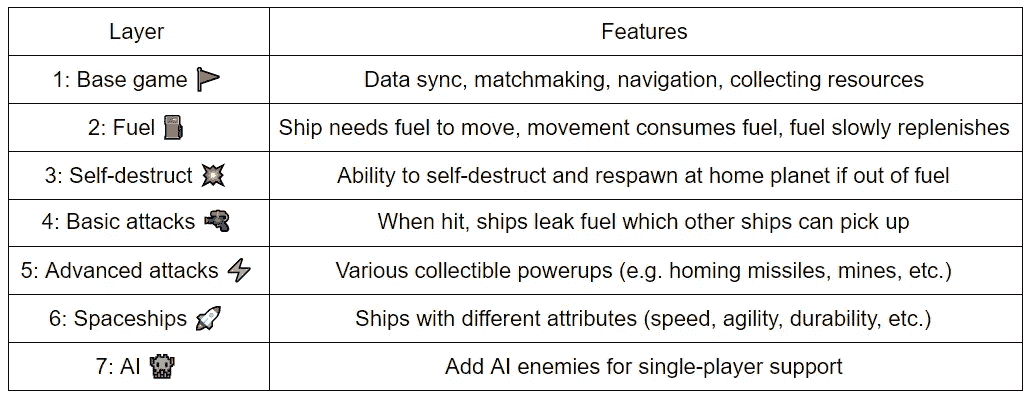 Layer Features
1: Base game Data sync, matchmaking, navigation, collecting resources
2: Fuel Ship needs fuel to move, movement consumes fuel, fuel slowly replenishes
3: Self-destruct Ability to self-destruct and respawn at home planet if out of fuel
4: Basic attacks When hit, ships leak fuel which other ships can pick up
5: Advanced attacks Various collectible powerups (e.g. homing missiles, mines, etc.)
6: Spaceships Ships with different attributes (speed, agility, durability, etc.)
7: AI Add AI enemies for single-player support